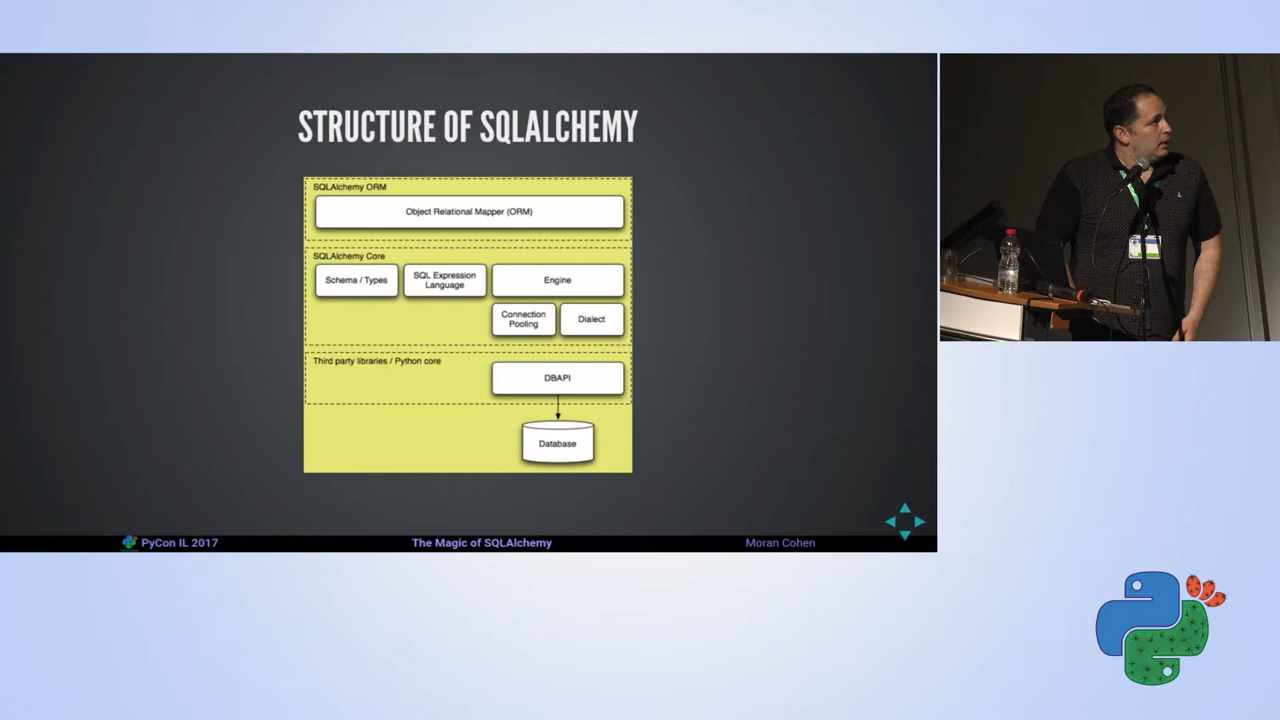 STRUCTURE OF SQLALCHEMY
SQLAlchemy ORM
Object Relational Mapper (ORM)
SQLAlchemy Core
Schema / Types
SQL Expression
Language
Engine
Connection
Pooling
Dialect
Third party libraries / Python core
DBAPI
Database
PyCon IL 2017
The Magic of SQLAlchemy
Moran Cohen